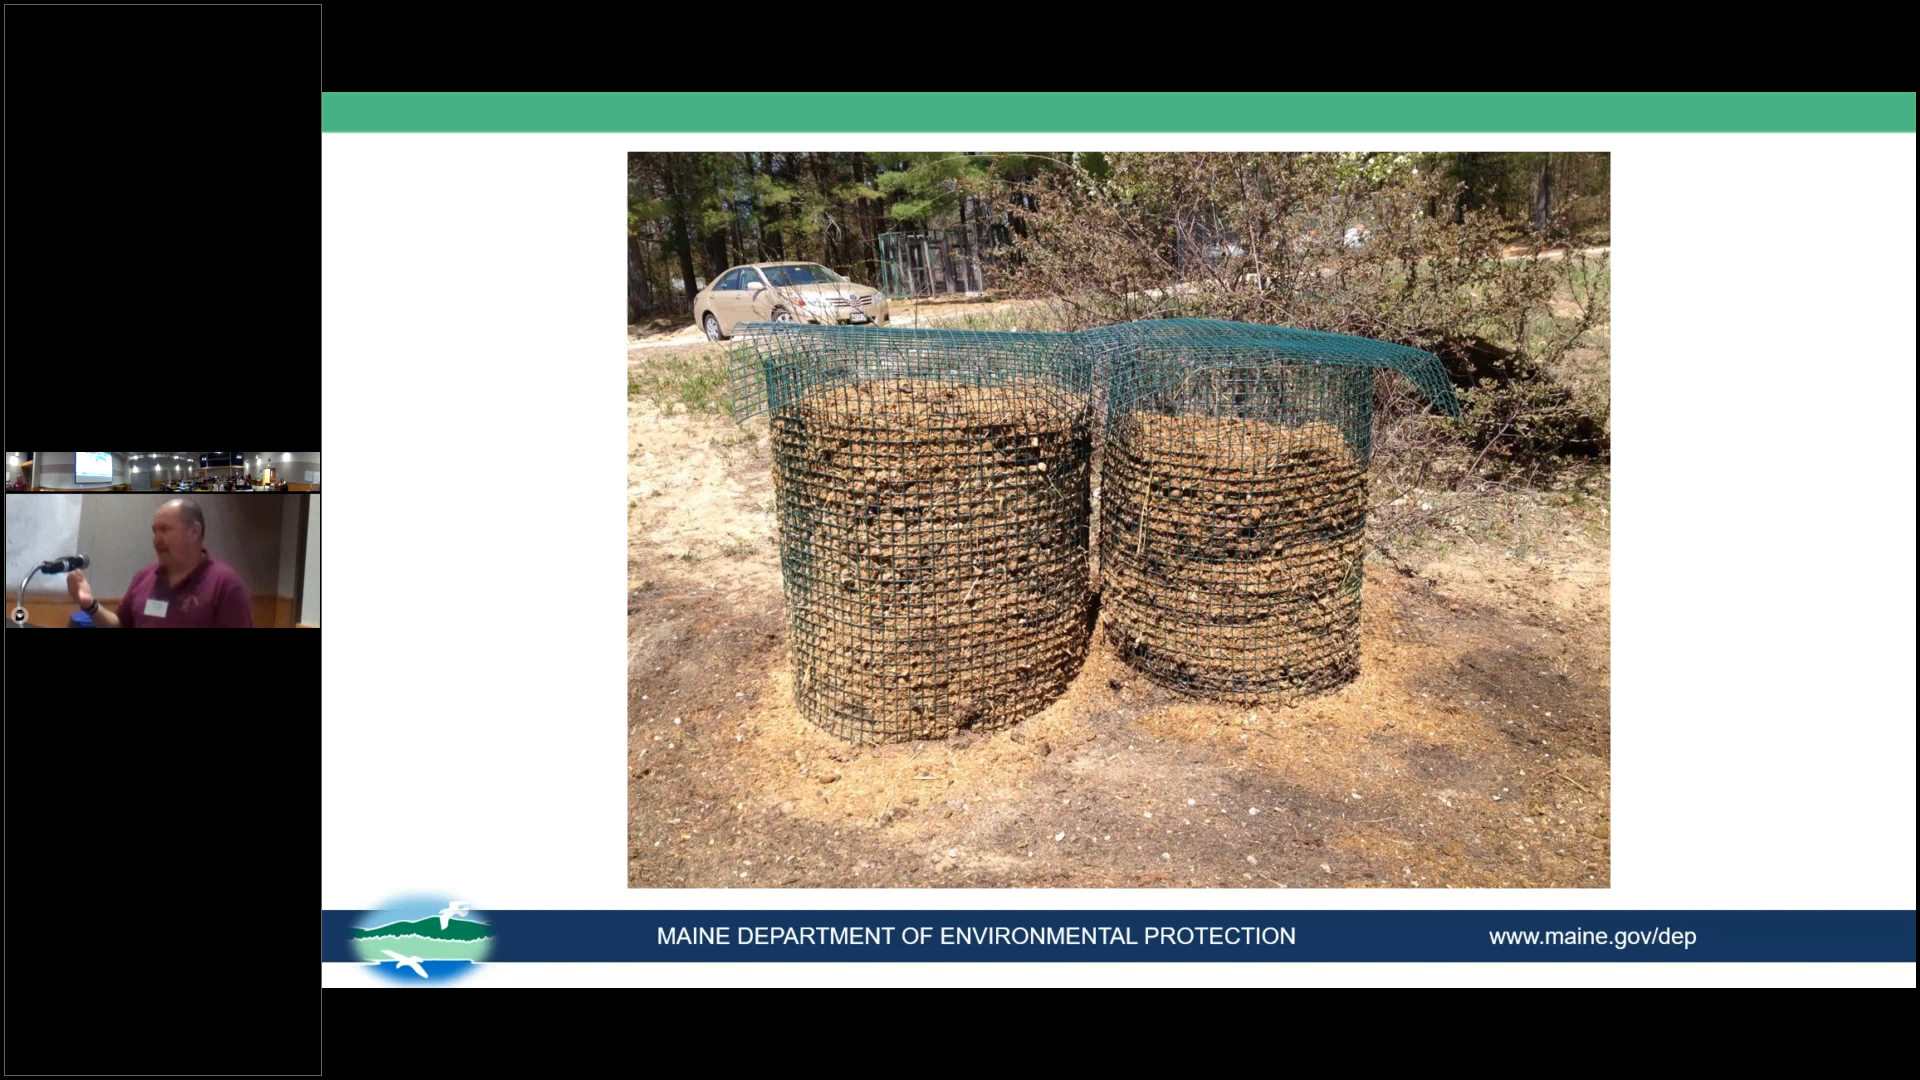 MAINE DEPARTMENT OF ENVIRONMENTAL PROTECTION
www.maine.gov/dep